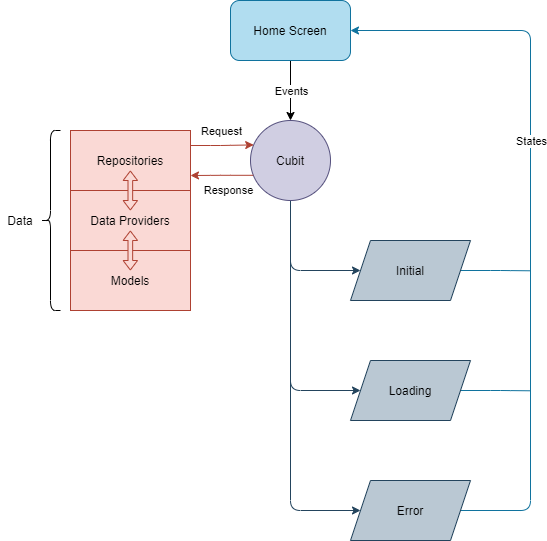 Home Screen
Events
States
Request
Cubit
Repositories
Response
Data
Data Providers
Models
Initial
Loading
Error